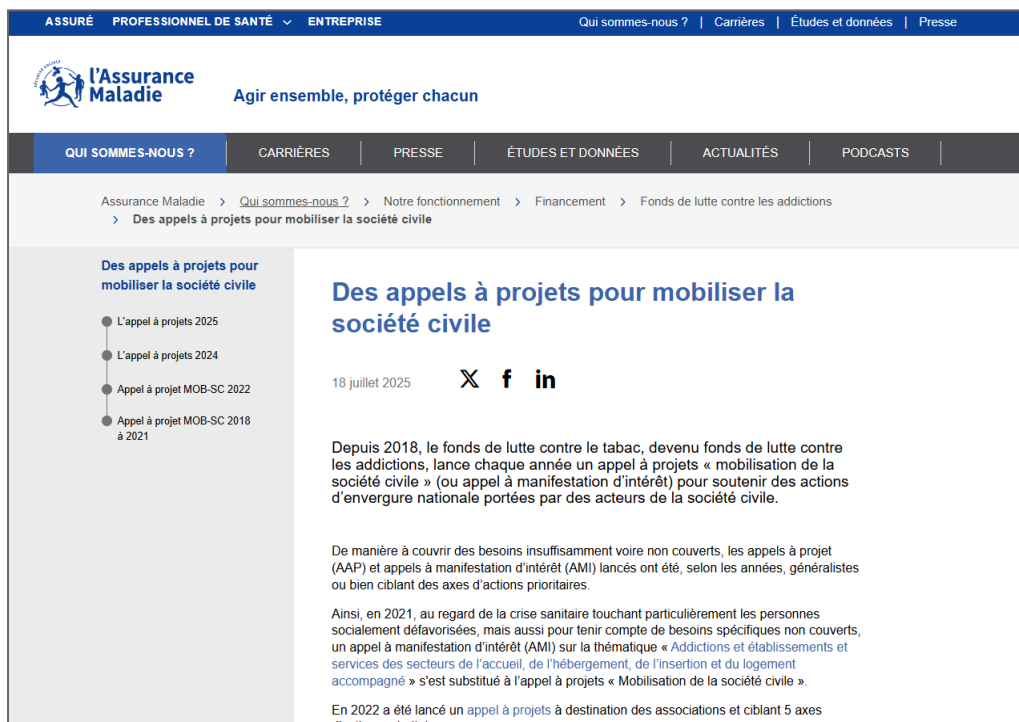 ASSURÉ PROFESSIONNEL DE SANTÉ ENTREPRISE Qui sommes-nous ? | Carrières | Études et données | Presse
l'Assurance
Maladie
Agir ensemble, protéger chacun
QUI SOMMES-NOUS ? CARRIÈRES PRESSE ÉTUDES ET DONNÉES ACTUALITÉS PODCASTS
Assurance Maladie > Qui sommes-nous ? > Notre fonctionnement > Financement > Fonds de lutte contre les addictions
> Des appels à projets pour mobiliser la société civile
Des appels à projets pour
mobiliser la société civile
L'appel à projets 2025
L'appel à projets 2024
Appel à projet MOB-SC 2022
Appel à projet MOB-SC 2018
à 2021
Des appels à projets pour mobiliser la
société civile
18 juillet 2025
Depuis 2018, le fonds de lutte contre le tabac, devenu fonds de lutte contre
les addictions, lance chaque année un appel à projets « mobilisation de la
société civile » (ou appel à manifestation d'intérêt) pour soutenir des actions
d'envergure nationale portées par des acteurs de la société civile.
De manière à couvrir des besoins insuffisamment voire non couverts, les appels à projet
(AAP) et appels à manifestation d'intérêt (AMI) lancés ont été, selon les années, généralistes
ou bien ciblant des axes d'actions prioritaires.
Ainsi, en 2021, au regard de la crise sanitaire touchant particulièrement les personnes
socialement défavorisées, mais aussi pour tenir compte de besoins spécifiques non couverts,
un appel à manifestation d'intérêt (AMI) sur la thématique « Addictions et établissements et
services des secteurs de l'accueil, de l'hébergement, de l'insertion et du logement
accompagné » s'est substitué à l'appel à projets « Mobilisation de la société civile ».
En 2022 a été lancé un appel à projets à destination des associations et ciblant 5 axes